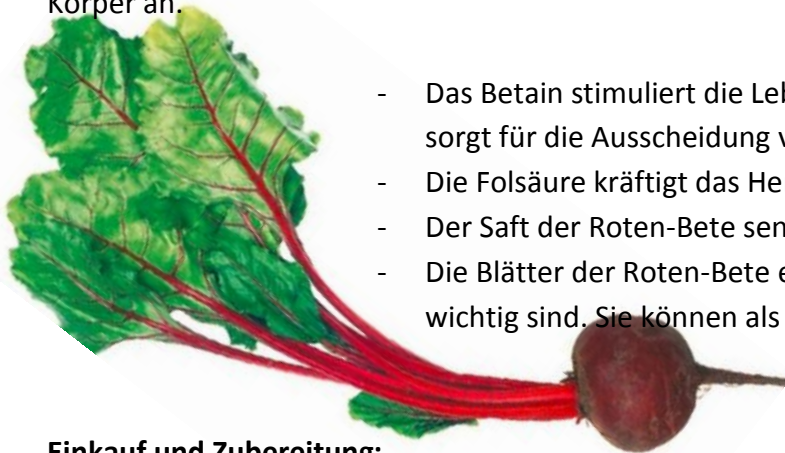 Körper an.
- Das Betain stimuliert die Leb
sorgt für die Ausscheidung v
- Die Folsäure kräftigt das He
- Der Saft der Roten-Bete sen
- Die Blätter der Roten-Bete e
wichtig sind. Sie können als
Einkauf und Zubereitung: